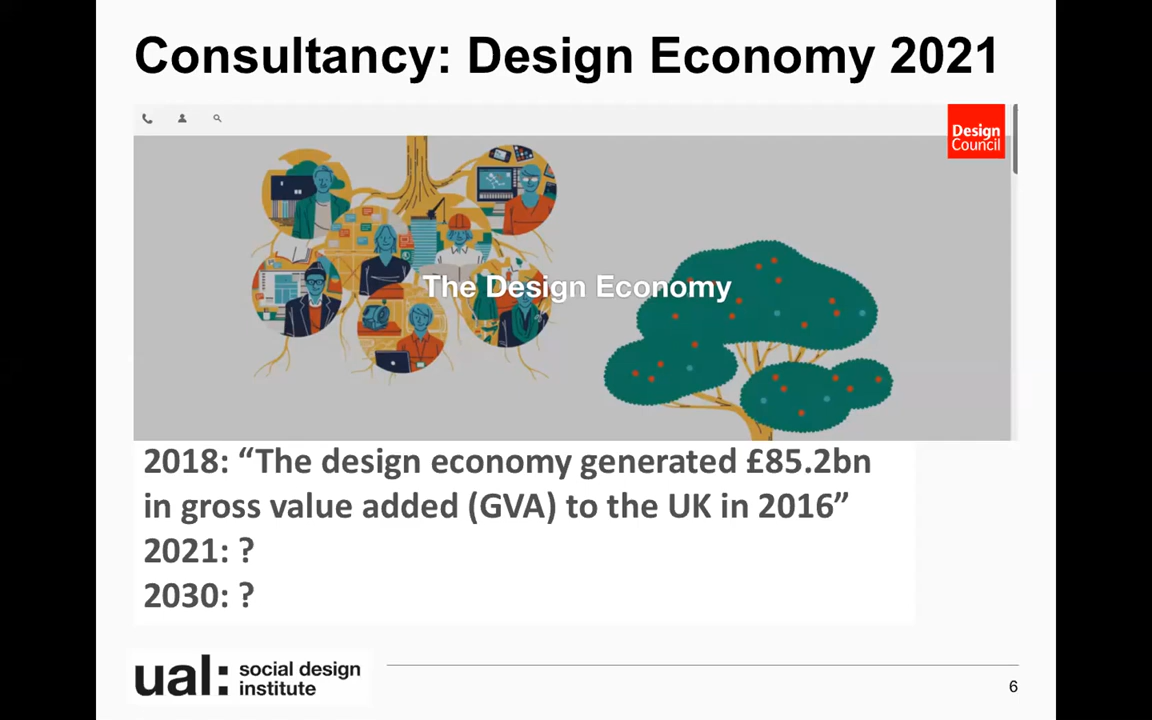 Consultancy: Design Economy 2021
Design
Council
The Design Economy
2018: “The design economy generated £85.2bn
in gross value added (GVA) to the UK in 2016”
2021: ?
2030: ?
ual: social design
institute
6